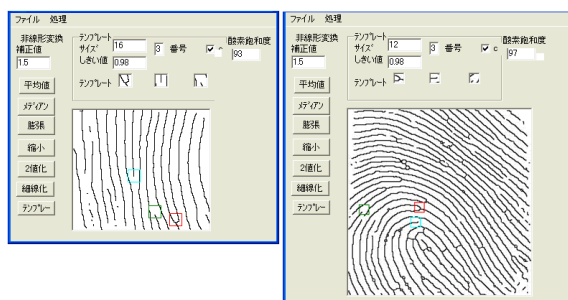 ファイル 処理
非線形変換
補正値
1.5
テンプレート
サイズ 16
3 番号
c
しきい値 0.98
テンプレート
酸素飽和度
93
平均値
メディアン
膨張
縮小
2値化
細線化
テンプレー
ファイル 処理
非線形変換
補正値
1.5
テンプレート
サイズ 12
3 番号
c
しきい値 0.98
テンプレート
酸素飽和度
97
平均値
メディアン
膨張
縮小
2値化
細線化
テンプレー